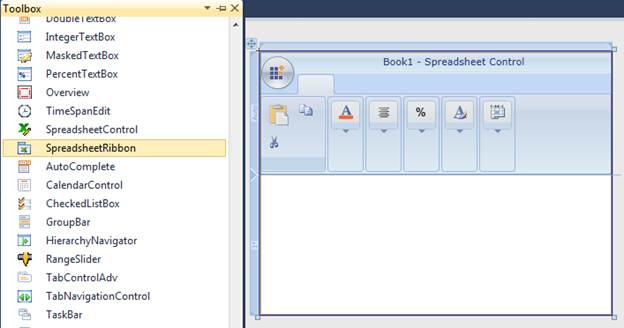 Toolbox
DoubleTextBox
IntegerTextBox
MaskedTextBox
PercentTextBox
Overview
TimeSpanEdit
SpreadsheetControl
SpreadsheetRibbon
AutoComplete
CalendarControl
CheckedListBox
GroupBar
HierarchyNavigator
RangeSlider
TabControlAdv
TabNavigationControl
TaskBar
Book1 - Spreadsheet Control
A
%
Auto